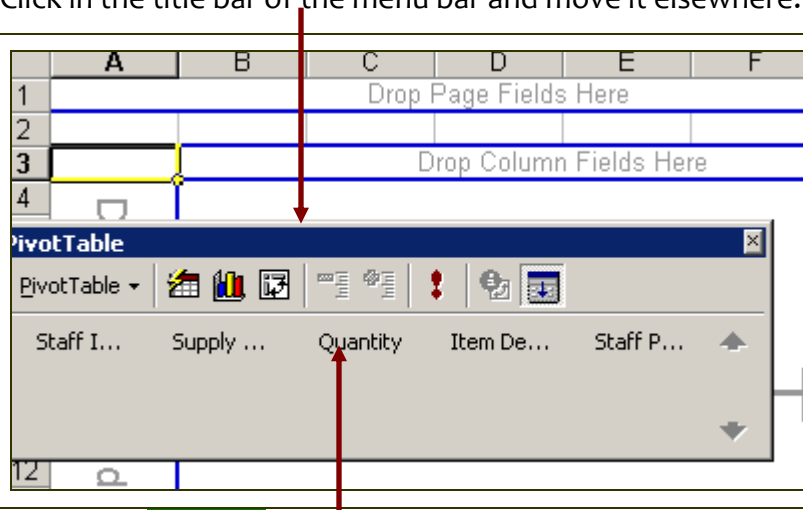 Click in the title bar of the menu bar and move it elsewhere.
A B C D E F
1 Drop Page Fields Here
2
3 Drop Column Fields Here
4
PivotTable
PivotTable
Staff I... Supply ... Quantity Item De... Staff P...
12